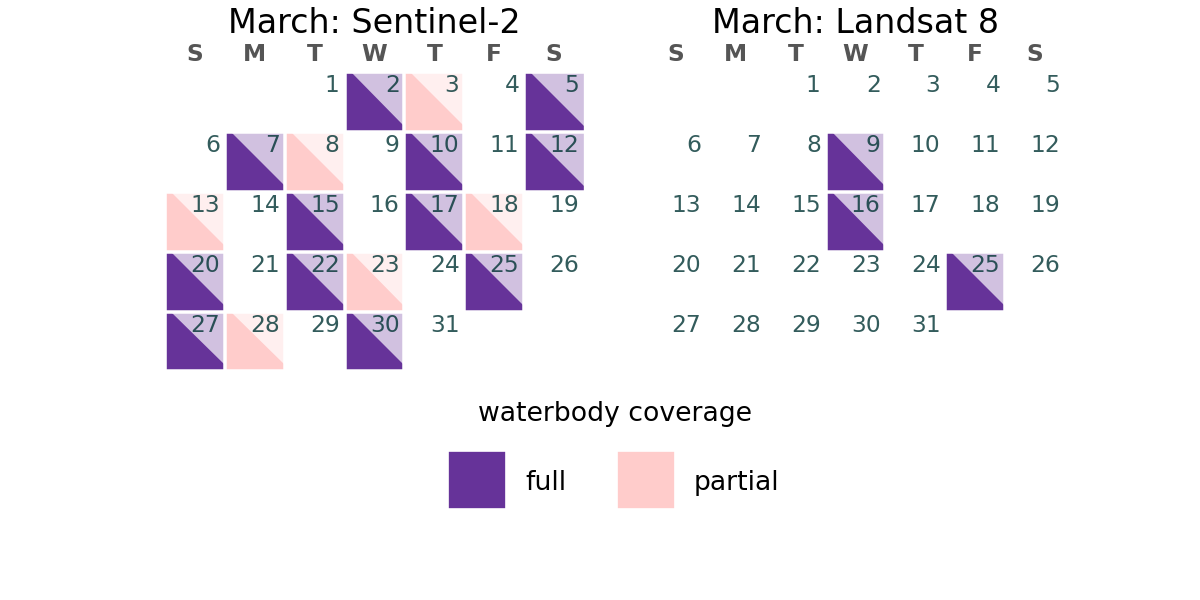 March: Sentinel-2
S M T W T F S
1 2 3 4 5
6 7 8 9 10 11 12
13 14 15 16 17 18 19
20 21 22 23 24 25 26
27 28 29 30 31
March: Landsat 8
S M T W T F S
1 2 3 4 5
6 7 8 9 10 11 12
13 14 15 16 17 18 19
20 21 22 23 24 25 26
27 28 29 30 31
waterbody coverage
full
partial